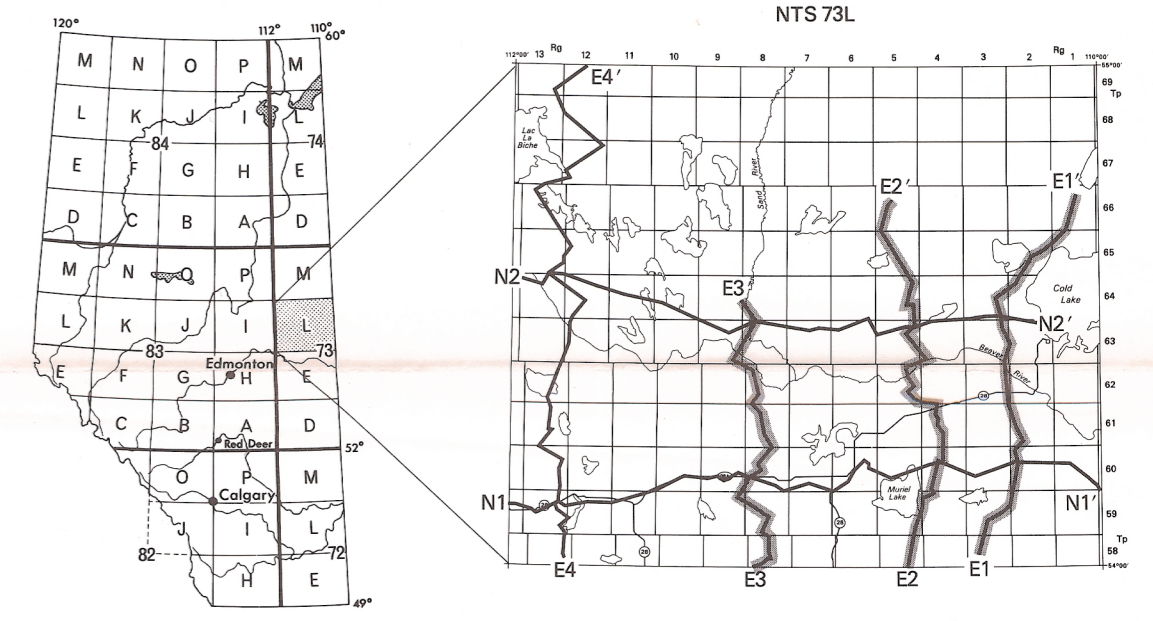 NTS 73L
120°
112°
110°
60°
M N O P M
L K J I L
84
74
E F G H E
D C B A D
M N O P M
L K J I L
83
73
Edmonton
E F G H E
C B A D
Red Deer
52°
O P M
Calgary
J I L
82
72
H E
49°
112°00' 13 Rg 12 11 10 9 8 7 6 5 4 3 2 Rg 1 110°00'
55°00'
E4'
69
Tp
Lac
La
Biche
68
Sand River
67
E2'
E1'
66
65
N2
E3'
Cold
Lake
64
N2'
63
Beaver River
62
28
61
60
28
Muriel
Lake
N1
28
N1'
59
28
28
Tp
58
54°00'
E4
E3
E2
E1